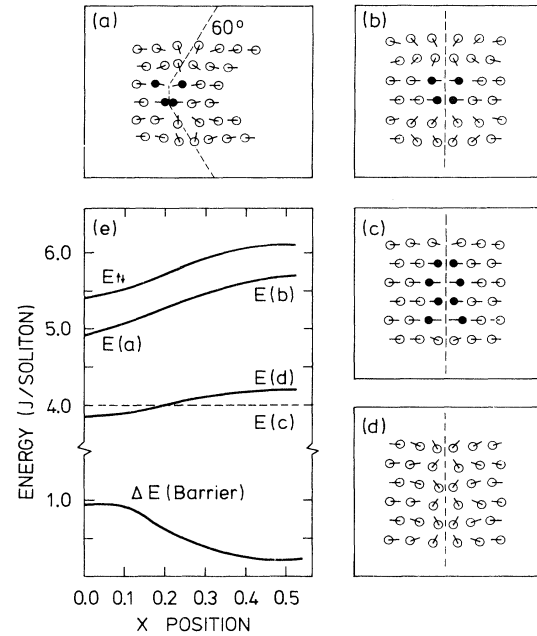 (a)
60°
(b)
(c)
(d)
(e)
6.0
5.0
4.0
1.0
E↑↓
E(b)
E(a)
E(d)
E(c)
Δ E (Barrier)
0.0 0.1 0.2 0.3 0.4 0.5
X POSITION
ENERGY (J/SOLITON)